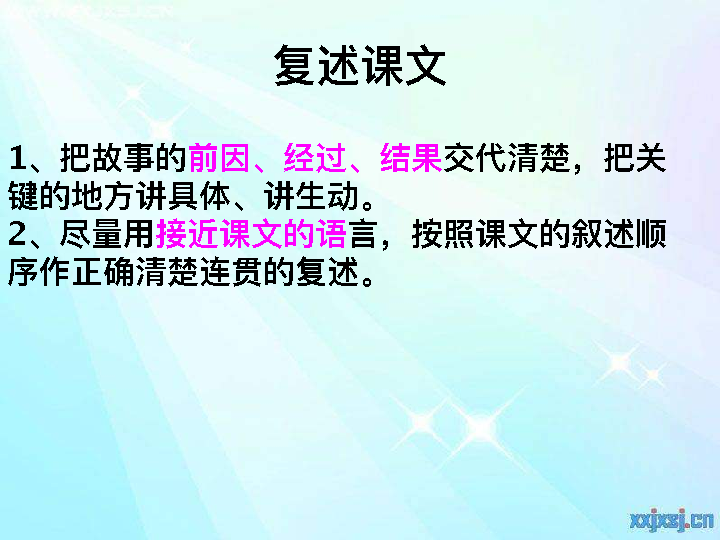 复述课文
1、把故事的前因、经过、结果交代清楚，把关
键的地方讲具体、讲生动。
2、尽量用接近课文的语言，按照课文的叙述顺
序作正确清楚连贯的复述。
xxjxsj.cn